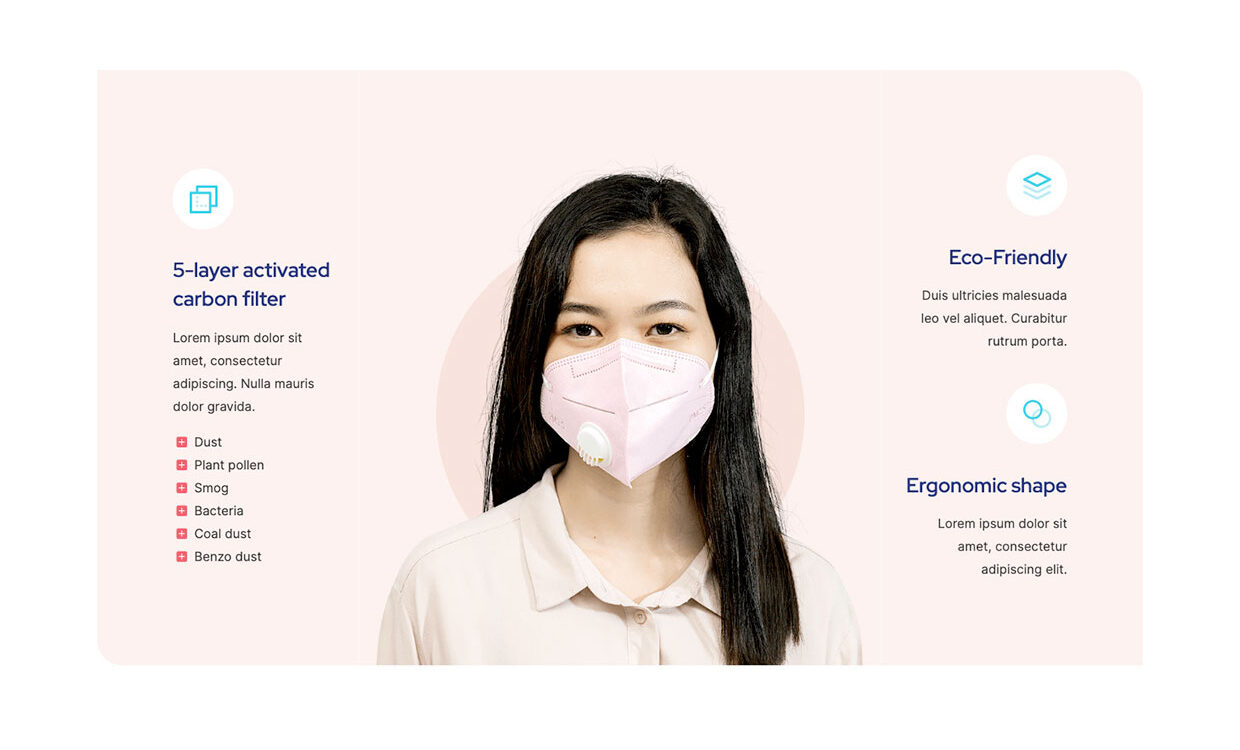 5-layer activated
carbon filter
Lorem ipsum dolor sit
amet, consectetur
adipiscing. Nulla mauris
dolor gravida.
Dust
Plant pollen
Smog
Bacteria
Coal dust
Benzo dust
Eco-Friendly
Duis ultricies malesuada
leo vel aliquet. Curabitur
rutrum porta.
Ergonomic shape
Lorem ipsum dolor sit
amet, consectetur
adipiscing elit.